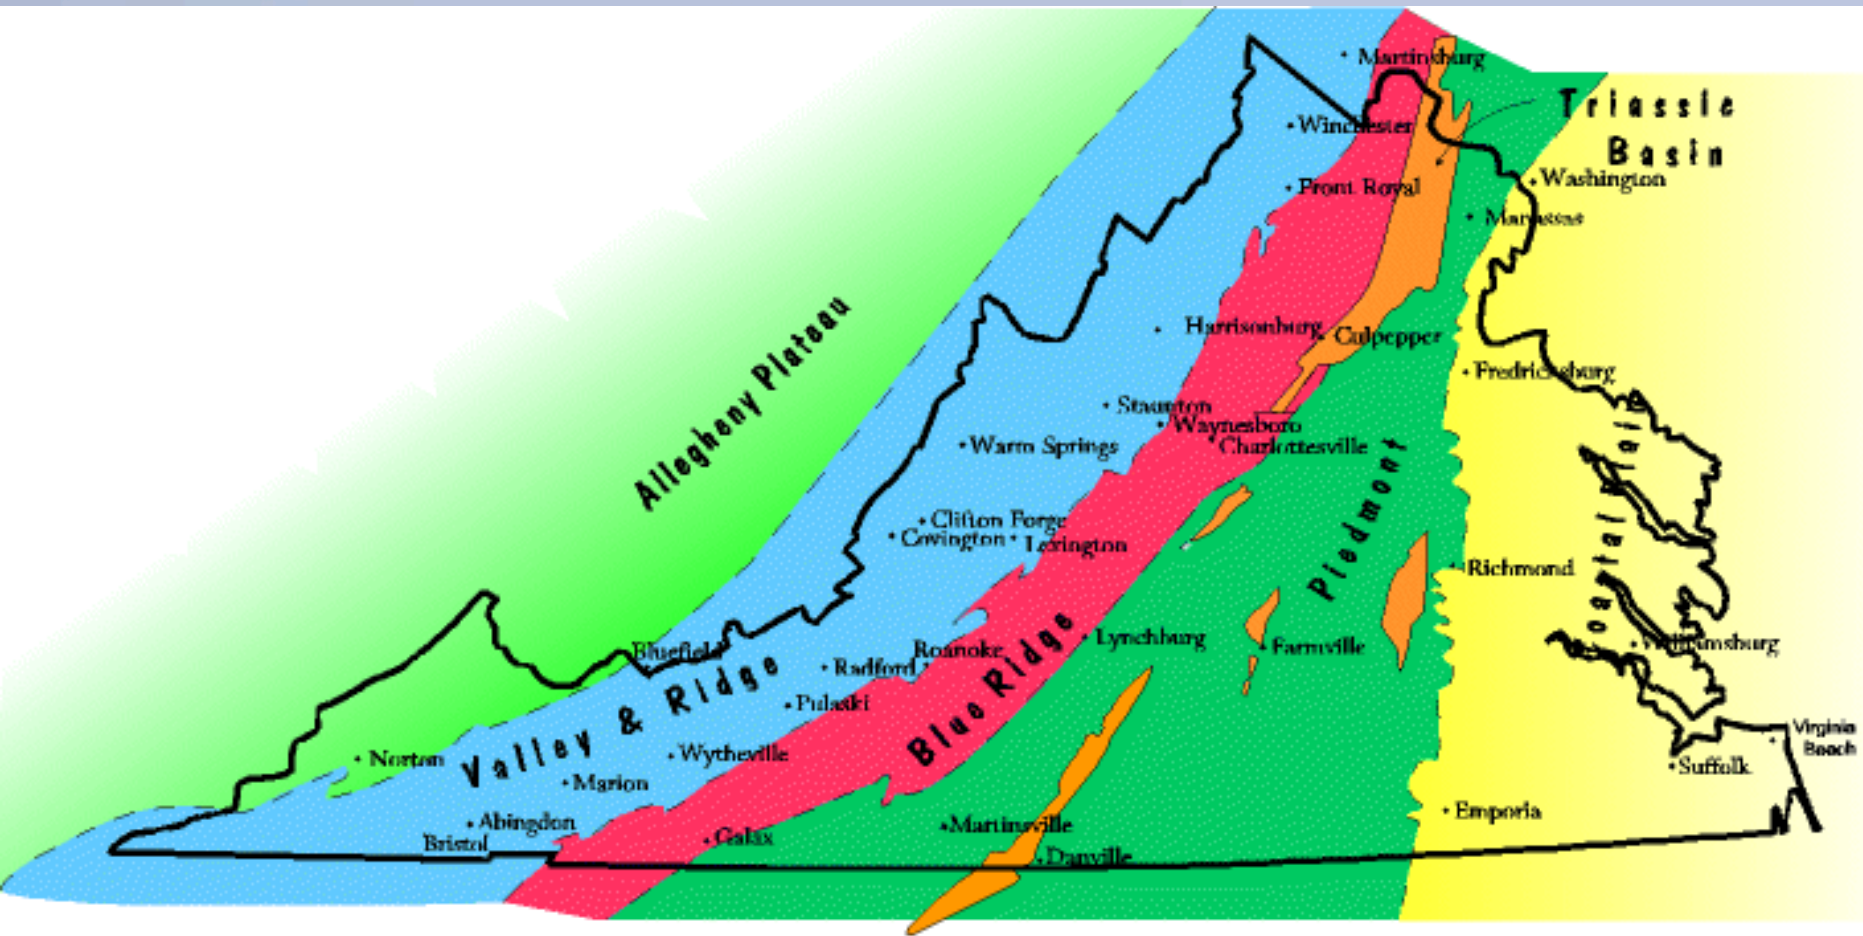 Martinsburg
Triassic
Basin
Winchester
Front Royal
Washington
Manassas
Allegheny Plateau
Harrisonburg
Culpepper
Fredricksburg
Staunton
Waynesboro
Warm Springs
Charlottesville
Piedmont
Coastal Plain
Clifton Forge
Covington
Lexington
Richmond
Bluefield
Roanoke
Radford
Lynchburg
Farmville
Williamsburg
Valley & Ridge
Blue Ridge
Pulaski
Norton
Wytheville
Virginia
Beach
Suffolk
Marion
Emporia
Abingdon
Bristol
Galax
Martinsville
Danville